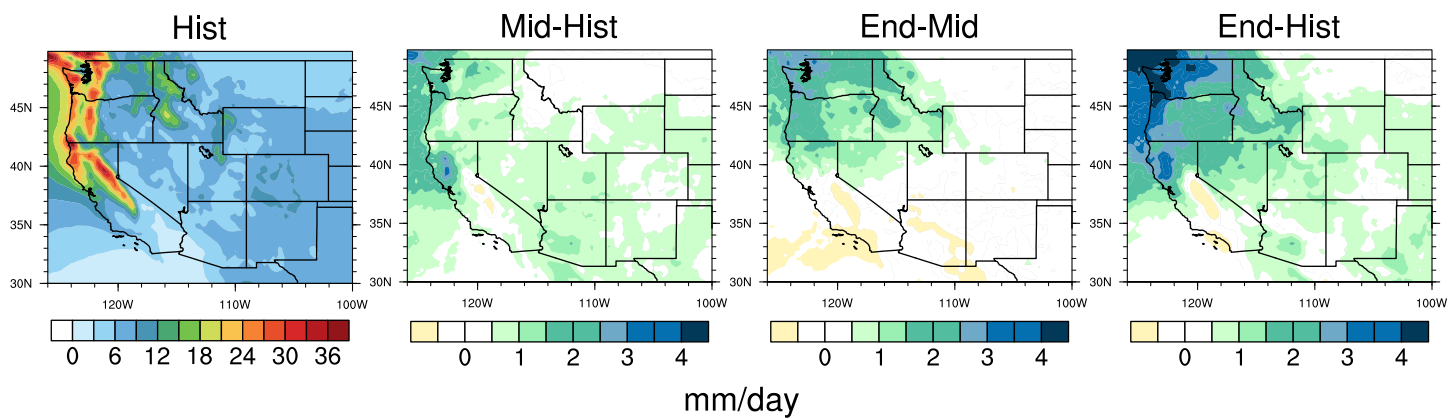 Hist Mid-Hist End-Mid End-Hist
45N 45N 45N 45N
40N 40N 40N 40N
35N 35N 35N 35N
30N 30N 30N 30N
120W 110W 100W 120W 110W 100W 120W 110W 100W 120W 110W 100W
0 6 12 18 24 30 36 0 1 2 3 4 0 1 2 3 4 0 1 2 3 4
mm/day